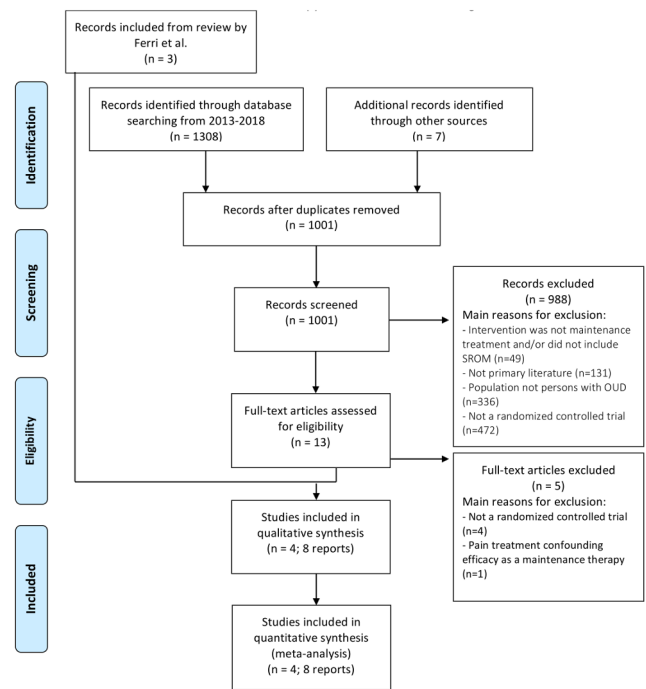 Records included from review by
Ferri et al.
(n = 3)
Identification
Records identified through database
searching from 2013-2018
(n = 1308)
Additional records identified
through other sources
(n = 7)
Records after duplicates removed
(n = 1001)
Screening
Records screened
(n = 1001)
Records excluded
(n = 988)
Main reasons for exclusion:
- Intervention was not maintenance
treatment and/or did not include
SROM (n=49)
- Not primary literature (n=131)
- Population not persons with OUD
(n=336)
- Not a randomized controlled trial
(n=472)
Eligibility
Full-text articles assessed
for eligibility
(n = 13)
Full-text articles excluded
(n = 5)
Main reasons for exclusion:
- Not a randomized controlled trial
(n=4)
- Pain treatment confounding
efficacy as a maintenance therapy
(n=1)
Included
Studies included in
qualitative synthesis
(n = 4; 8 reports)
Studies included in
quantitative synthesis
(meta-analysis)
(n = 4; 8 reports)